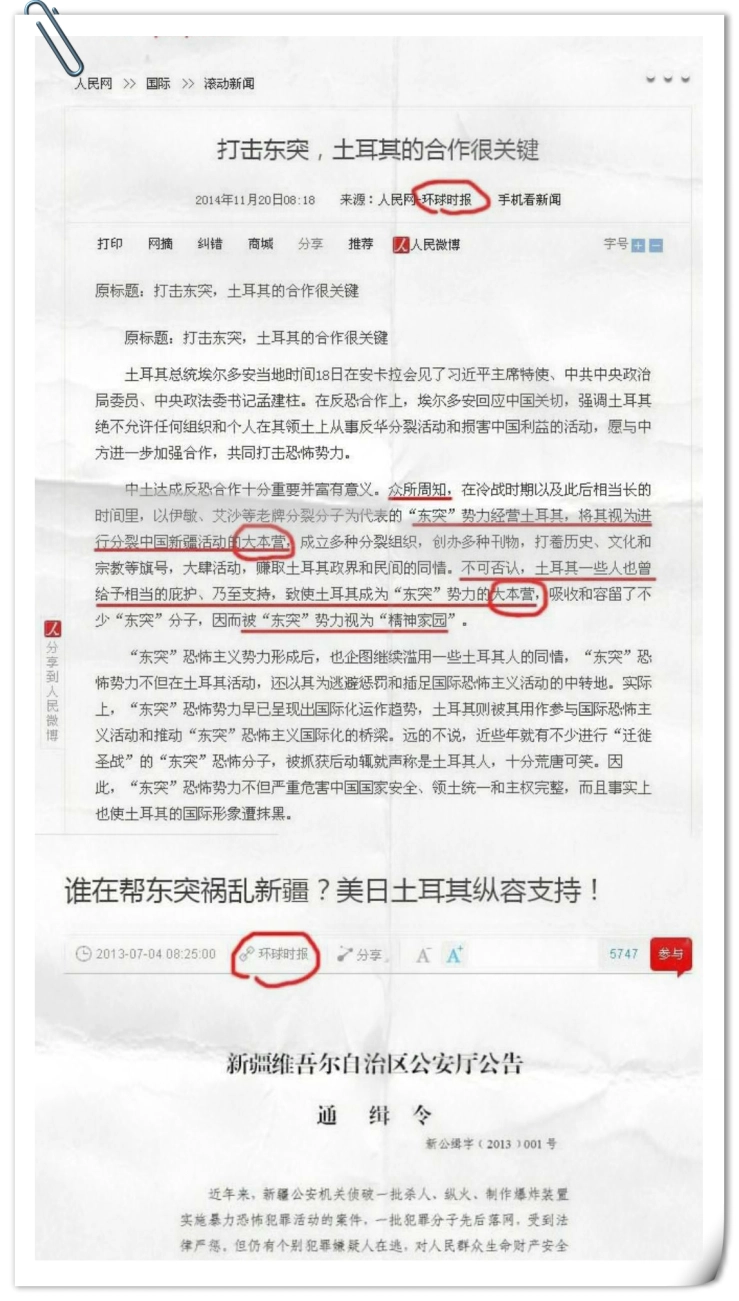 人民网 >> 国际 >> 滚动新闻
打击东突，土耳其的合作很关键
2014年11月20日08:18 来源：人民网-环球时报 手机看新闻
打印 网摘 纠错 商城 分享 推荐 人民微博 字号
原标题：打击东突，土耳其的合作很关键
原标题：打击东突，土耳其的合作很关键
土耳其总统埃尔多安当地时间18日在安卡拉会见了习近平主席特使、中共中央政治
局委员、中央政法委书记孟建柱。在反恐合作上，埃尔多安回应中国关切，强调土耳其
绝不允许任何组织和个人在其领土上从事反华分裂活动和损害中国利益的活动，愿与中
方进一步加强合作，共同打击恐怖势力。
中土达成反恐合作十分重要并富有意义。众所周知，在冷战时期以及此后相当长的
时间里，以伊敏、艾沙等老牌分裂分子为代表的“东突”势力经营土耳其，将其视为进
行分裂中国新疆活动的大本营，成立多种分裂组织，创办多种刊物，打着历史、文化和
宗教等旗号，大肆活动，赚取土耳其政界和民间的同情。不可否认，土耳其一些人也曾
给予相当的庇护、乃至支持，致使土耳其成为“东突”势力的大本营，吸收和容留了不
少“东突”分子，因而被“东突”势力视为“精神家园”。
“东突”恐怖主义势力形成后，也企图继续滥用一些土耳其人的同情，“东突”恐
怖势力不但在土耳其活动，还以其为逃避惩罚和插足国际恐怖主义活动的中转地。实际
上，“东突”恐怖势力早已呈现出国际化运作趋势，土耳其则被其用作参与国际恐怖主
义活动和推动“东突”恐怖主义国际化的桥梁。远的不说，近些年就有不少进行“迁徙
圣战”的“东突”恐怖分子，被抓获后动辄就声称是土耳其人，十分荒唐可笑。因
此，“东突”恐怖势力不但严重危害中国国家安全、领土统一和主权完整，而且事实上
也使土耳其的国际形象遭抹黑。
分享到人民微博
谁在帮东突祸乱新疆？美日土耳其纵容支持！
2013-07-04 08:25:00 环球时报 分享 A- A+ 5747 参与
新疆维吾尔自治区公安厅公告
通 缉 令
新公缉字（2013）001号
近年来，新疆公安机关侦破一批杀人、纵火、制作爆炸装置
实施暴力恐怖犯罪活动的案件，一批犯罪分子先后落网，受到法
律严惩。但仍有个别犯罪嫌疑人在逃，对人民群众生命财产安全